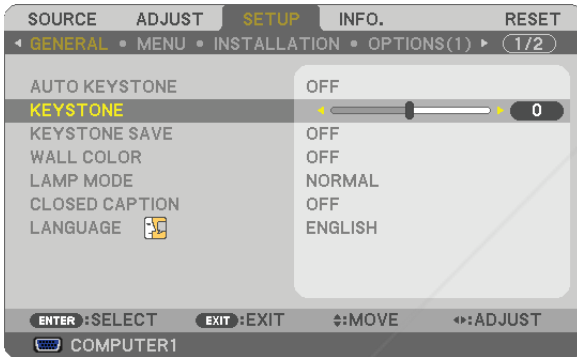 SOURCE ADJUST SETUP INFO. RESET
GENERAL • MENU • INSTALLATION • OPTIONS(1) 1/2
AUTO KEYSTONE OFF
KEYSTONE 0
KEYSTONE SAVE OFF
WALL COLOR OFF
LAMP MODE NORMAL
CLOSED CAPTION OFF
LANGUAGE ENGLISH
ENTER :SELECT EXIT :EXIT :MOVE :ADJUST
COMPUTER1